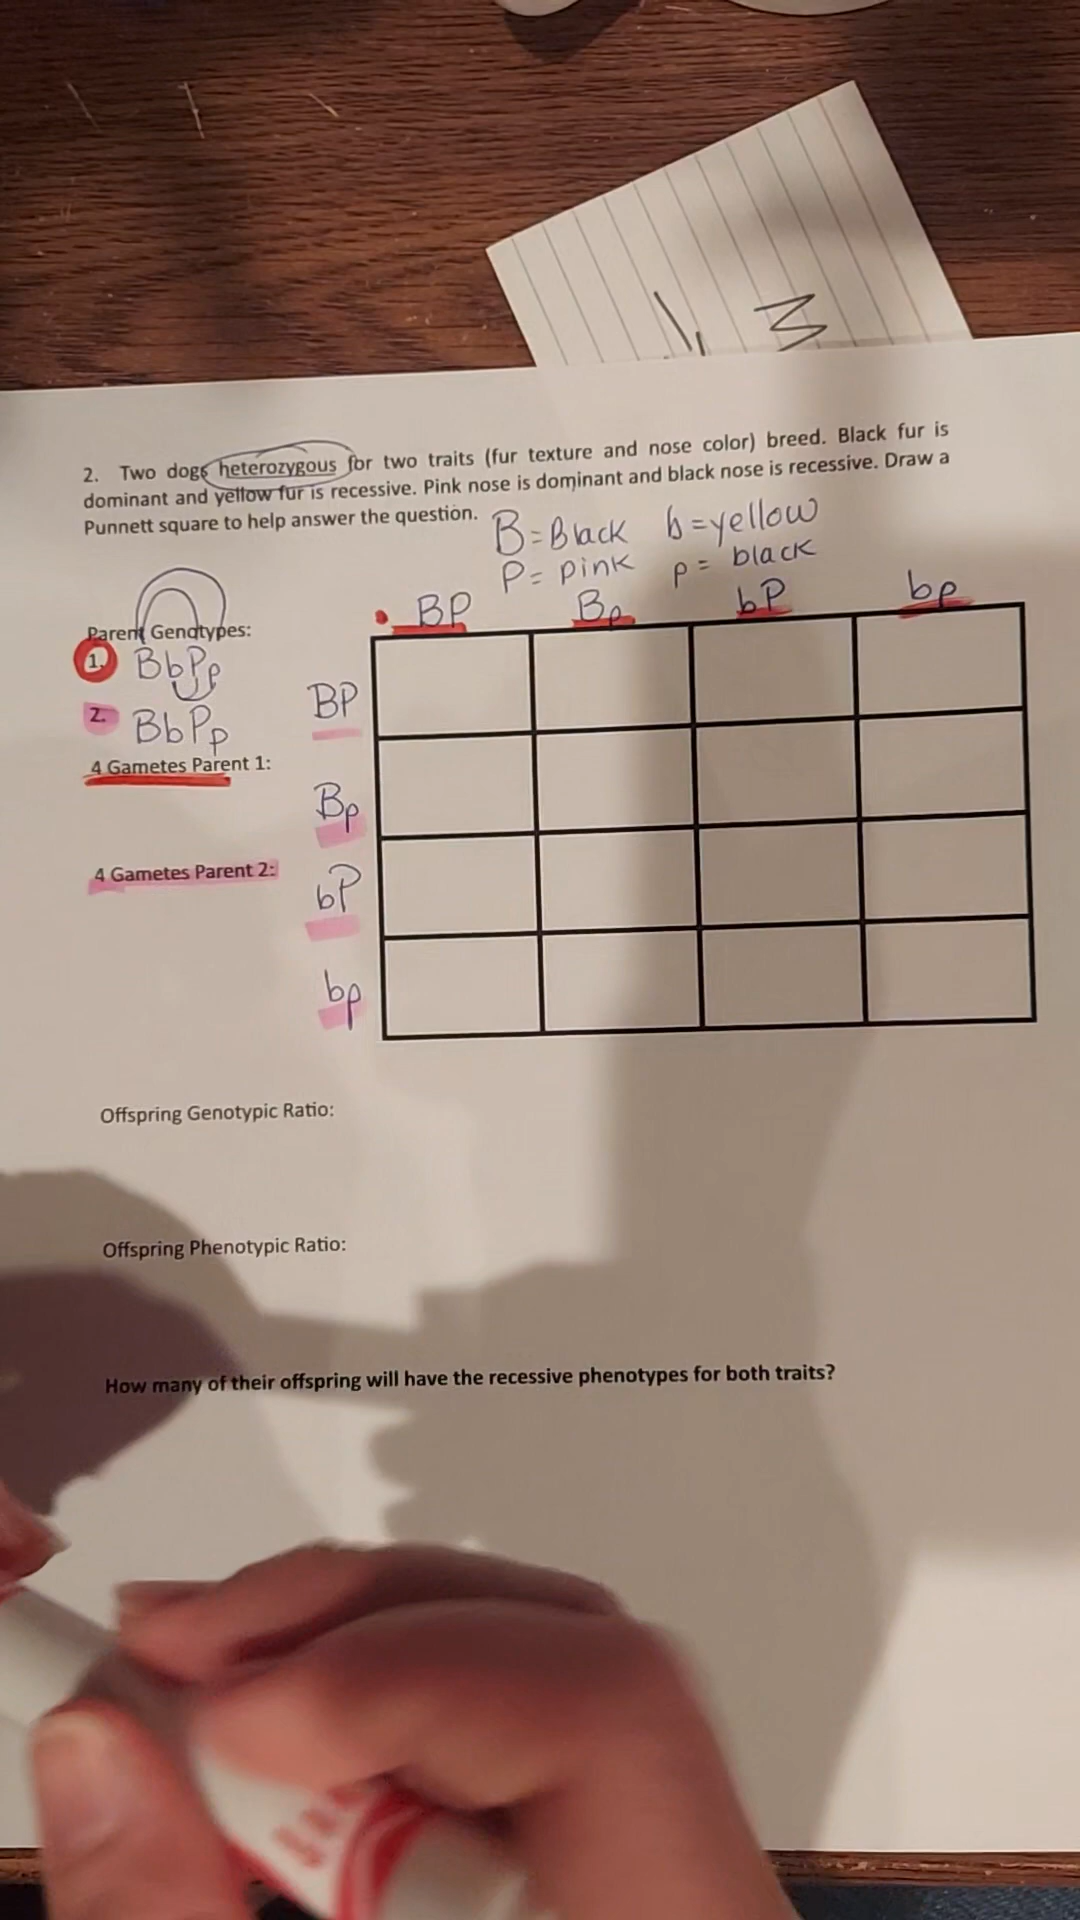 2. Two dogs heterozygous for two traits (fur texture and nose color) breed. Black fur is
dominant and yellow fur is recessive. Pink nose is dominant and black nose is recessive. Draw a
Punnett square to help answer the question.
B=Black b=yellow
P= Pink p= black
Parent Genotypes:
1. BbPp
2. BbPp
4 Gametes Parent 1:
4 Gametes Parent 2:
BP Bp bP bp
BP
Bp
bP
bp
Offspring Genotypic Ratio:
Offspring Phenotypic Ratio:
How many of their offspring will have the recessive phenotypes for both traits?